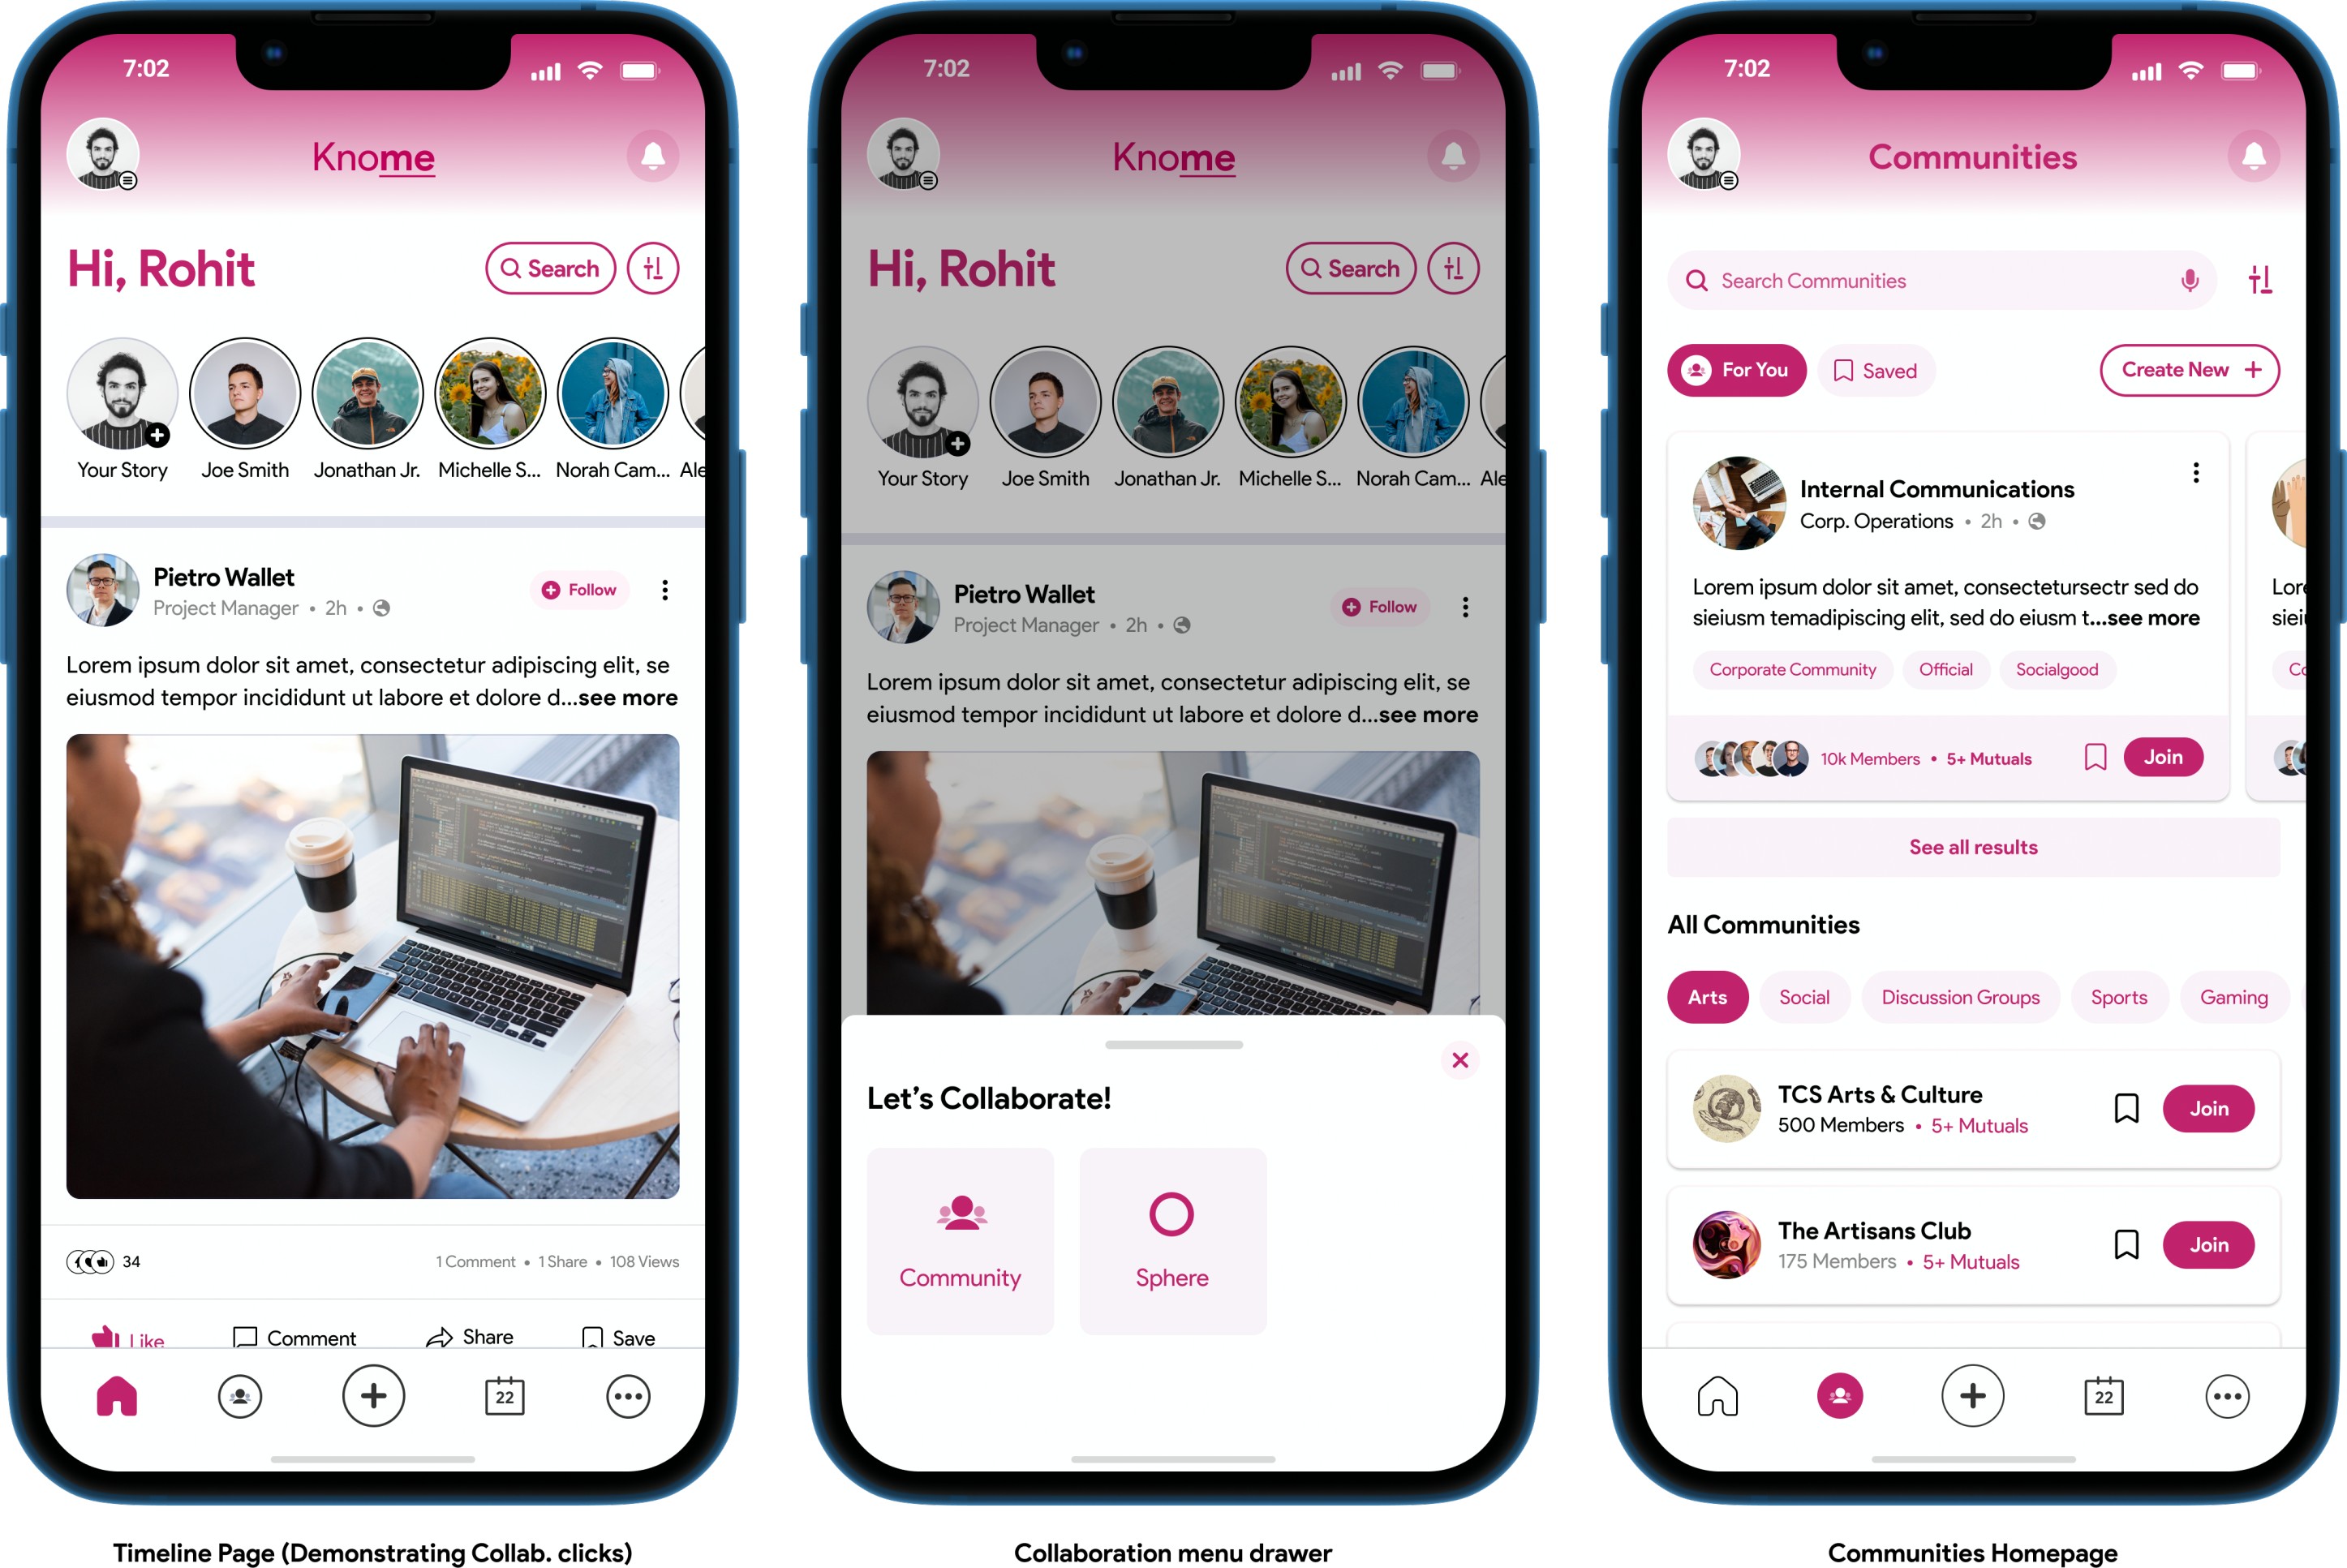 7:02
Knome
Hi, Rohit
Search
Your Story
Joe Smith
Jonathan Jr.
Michelle S...
Norah Cam...
Ale
Pietro Wallet
Project Manager • 2h •
Follow
Lorem ipsum dolor sit amet, consectetur adipiscing elit, se
eiusmod tempor incididunt ut labore et dolore d...see more
34
1 Comment • 1 Share • 108 Views
Like
Comment
Share
Save
22
Timeline Page (Demonstrating Collab. clicks)
7:02
Knome
Hi, Rohit
Search
Your Story
Joe Smith
Jonathan Jr.
Michelle S...
Norah Cam...
Ale
Pietro Wallet
Project Manager • 2h •
Follow
Lorem ipsum dolor sit amet, consectetur adipiscing elit, se
eiusmod tempor incididunt ut labore et dolore d...see more
Let's Collaborate!
Community
Sphere
Collaboration menu drawer
7:02
Communities
Search Communities
For You
Saved
Create New +
Internal Communications
Corp. Operations • 2h •
Lorem ipsum dolor sit amet, consectetursectr sed do
sieiusm temadipiscing elit, sed do eiusm t...see more
Corporate Community
Official
Socialgood
10k Members • 5+ Mutuals
Join
Lore
siei
Co
See all results
All Communities
Arts
Social
Discussion Groups
Sports
Gaming
TCS Arts & Culture
500 Members • 5+ Mutuals
Join
The Artisans Club
175 Members • 5+ Mutuals
Join
22
Communities Homepage